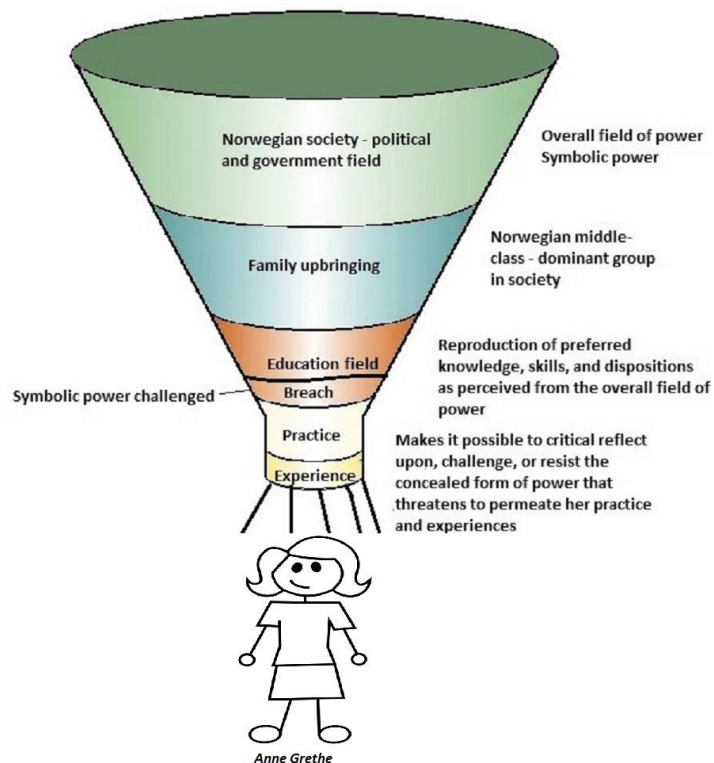 Norwegian society - political
and government field
Overall field of power
Symbolic power
Family upbringing
Norwegian middle-
class - dominant group
in society
Education field
Reproduction of preferred
knowledge, skills, and dispositions
as perceived from the overall field of
power
Symbolic power challenged
Breach
Practice
Experience
Makes it possible to critical reflect
upon, challenge, or resist the
concealed form of power that
threatens to permeate her practice
and experiences
Anne Grethe